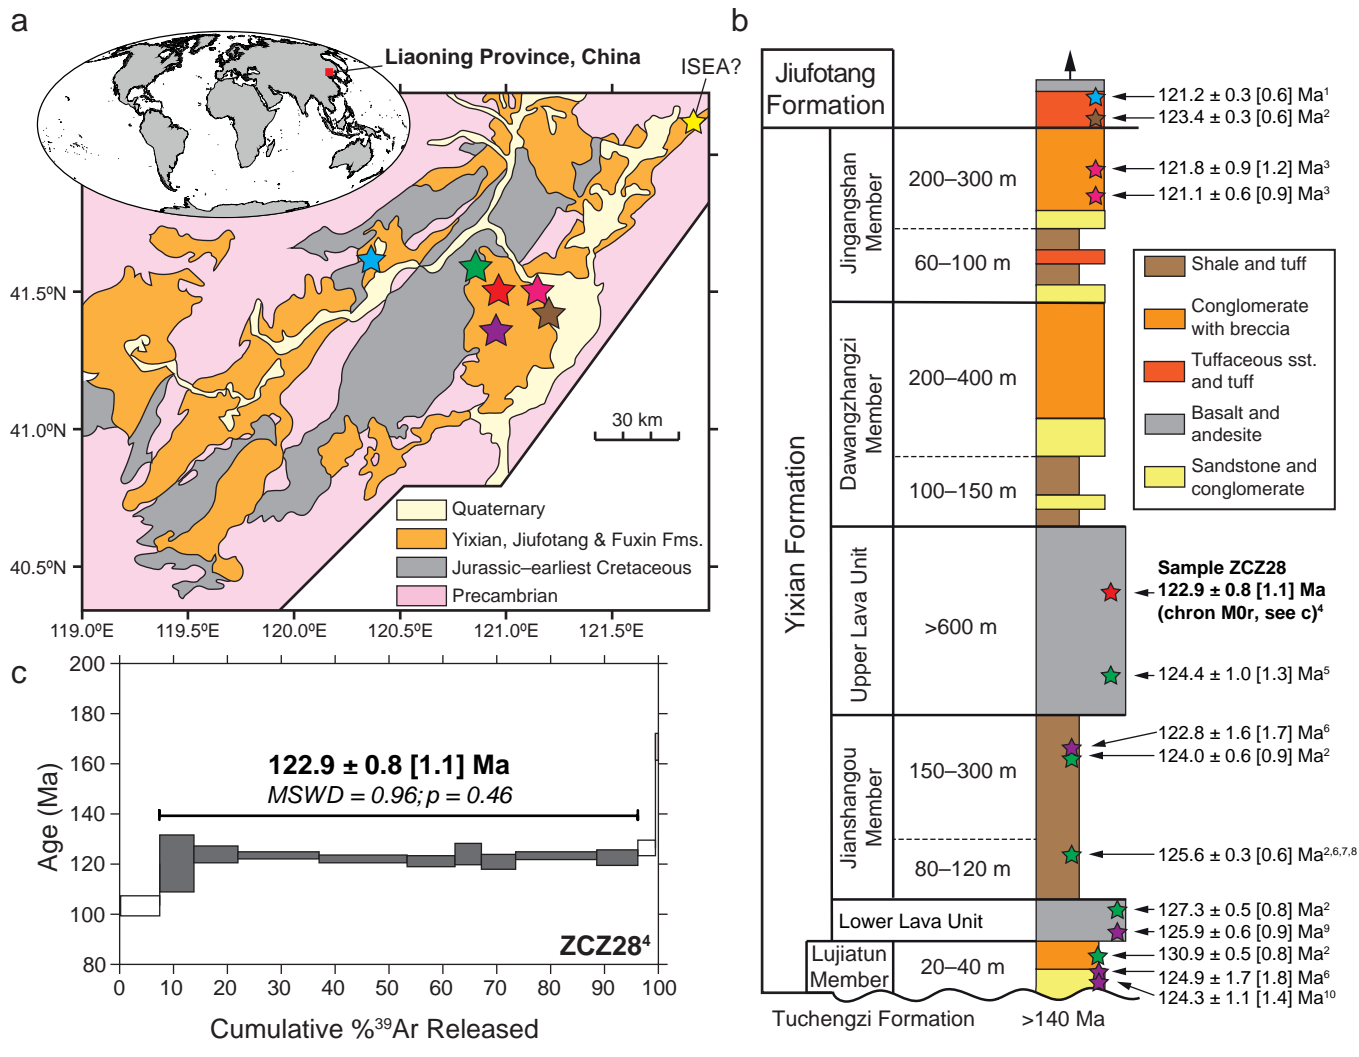 a
Liaoning Province, China
ISEA?
41.5ºN
41.0ºN
40.5ºN
30 km
Quaternary
Yixian, Jiufotang & Fuxin Fms.
Jurassic–earliest Cretaceous
Precambrian
119.0ºE 119.5ºE 120.0ºE 120.5ºE 121.0ºE 121.5ºE
b
Jiufotang
Formation
Yixian Formation
Jingangshan
Member
200–300 m
60–100 m
Dawangzhangzi
Member
200–400 m
100–150 m
Upper Lava Unit
>600 m
Jianshangou
Member
150–300 m
80–120 m
Lower Lava Unit
Lujiatun
Member
20–40 m
Tuchengzi Formation >140 Ma
121.2 ± 0.3 [0.6] Ma¹
123.4 ± 0.3 [0.6] Ma²
121.8 ± 0.9 [1.2] Ma³
121.1 ± 0.6 [0.9] Ma³
Shale and tuff
Conglomerate
with breccia
Tuffaceous sst.
and tuff
Basalt and
andesite
Sandstone and
conglomerate
Sample ZCZ28
122.9 ± 0.8 [1.1] Ma
(chron M0r, see c)⁴
124.4 ± 1.0 [1.3] Ma⁵
122.8 ± 1.6 [1.7] Ma⁶
124.0 ± 0.6 [0.9] Ma²
125.6 ± 0.3 [0.6] Ma²,⁶,⁷,⁸
127.3 ± 0.5 [0.8] Ma²
125.9 ± 0.6 [0.9] Ma⁹
130.9 ± 0.5 [0.8] Ma²
124.9 ± 1.7 [1.8] Ma⁶
124.3 ± 1.1 [1.4] Ma¹⁰
c
Age (Ma)
200
180
160
140
120
100
80
122.9 ± 0.8 [1.1] Ma
MSWD = 0.96; p = 0.46
ZCZ28⁴
0 10 20 30 40 50 60 70 80 90 100
Cumulative %³⁹Ar Released